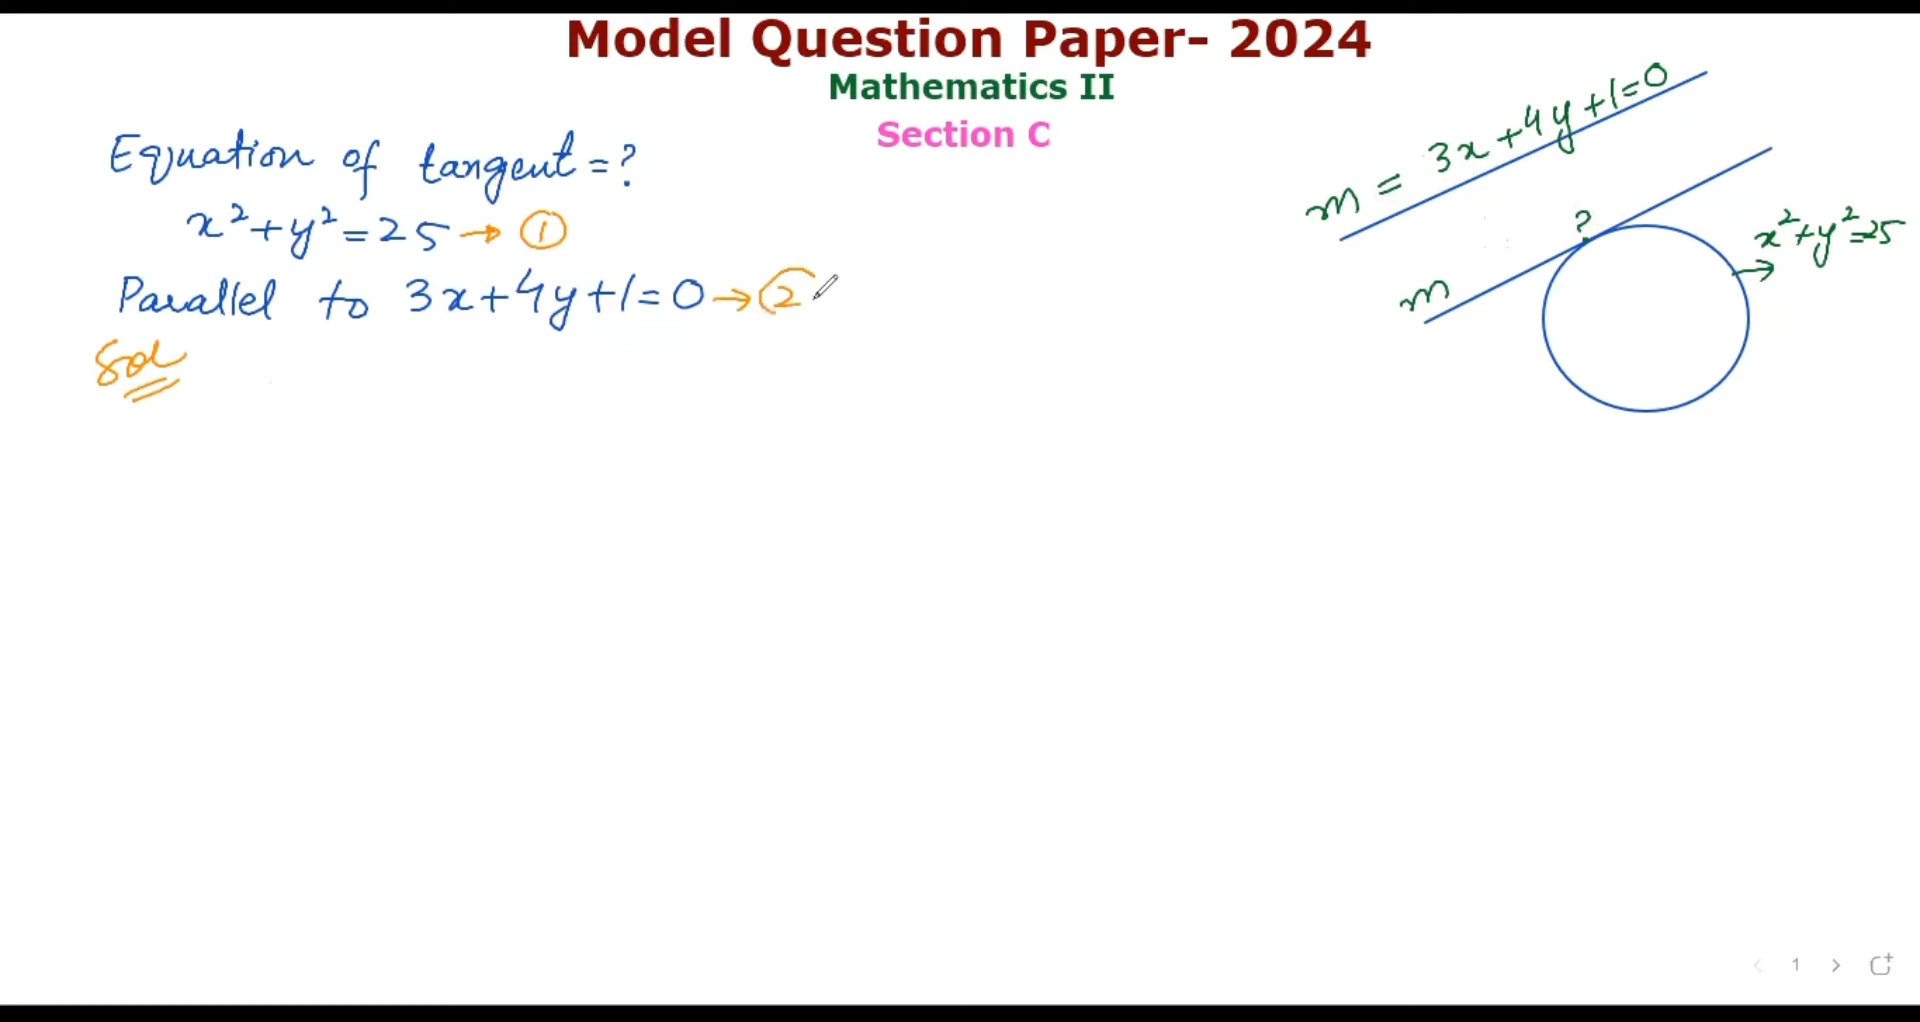 Model Question Paper- 2024
Mathematics II
Section C
Equation of tangent = ?
x² + y² = 25 → ①
Parallel to 3x + 4y + 1 = 0 → ②
Sol
m = 3x + 4y + 1 = 0
?
m
x² + y² = 25
1